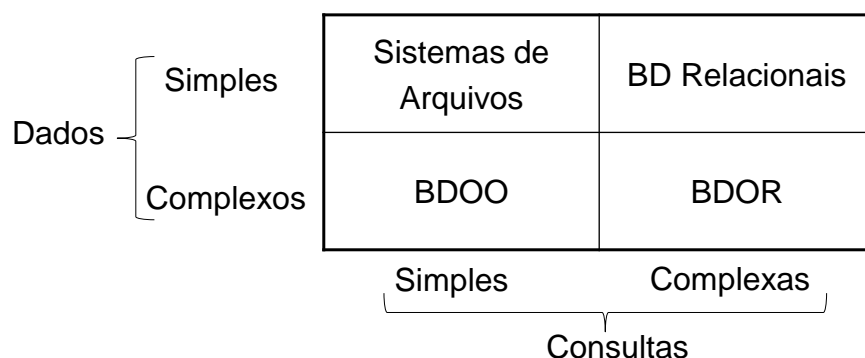 Sistemas de
Arquivos
BD Relacionais
Simples
Dados
Complexos
BDOO
BDOR
Simples
Complexas
Consultas